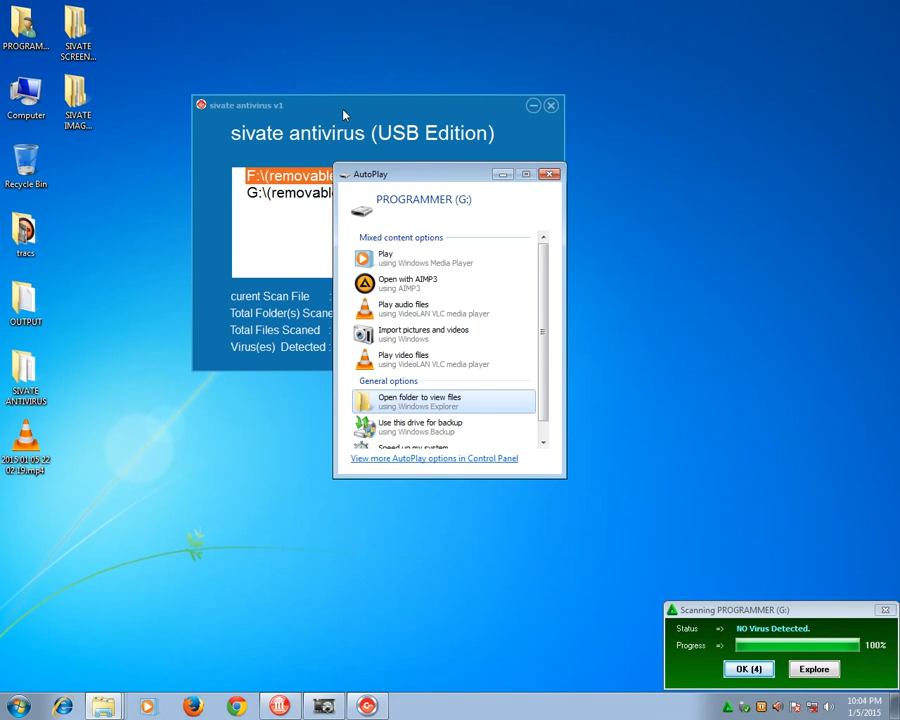 PROGRAM...
SIVATE
SCREEN...
Computer
SIVATE
IMAG...
Recycle Bin
tracs
OUTPUT
SIVATE
ANTIVIRUS
2015-01-05 22
02 19.mp4
sivate antivirus v1
sivate antivirus (USB Edition)
F:\(removable
G:\(removable
curent Scan File :
Total Folder(s) Scane
Total Files Scaned :
Virus(es) Detected :
AutoPlay
PROGRAMMER (G:)
Mixed content options
Play
using Windows Media Player
Open with AIMP3
using AIMP3
Play audio files
using VideoLAN VLC media player
Import pictures and videos
using Windows
Play video files
using VideoLAN VLC media player
General options
Open folder to view files
using Windows Explorer
Use this drive for backup
using Windows Backup
Speed up my system
View more AutoPlay options in Control Panel
Scanning PROGRAMMER (G:)
Status => NO Virus Detected.
Progress => 100%
OK (4) Explore
10:04 PM
1/5/2015